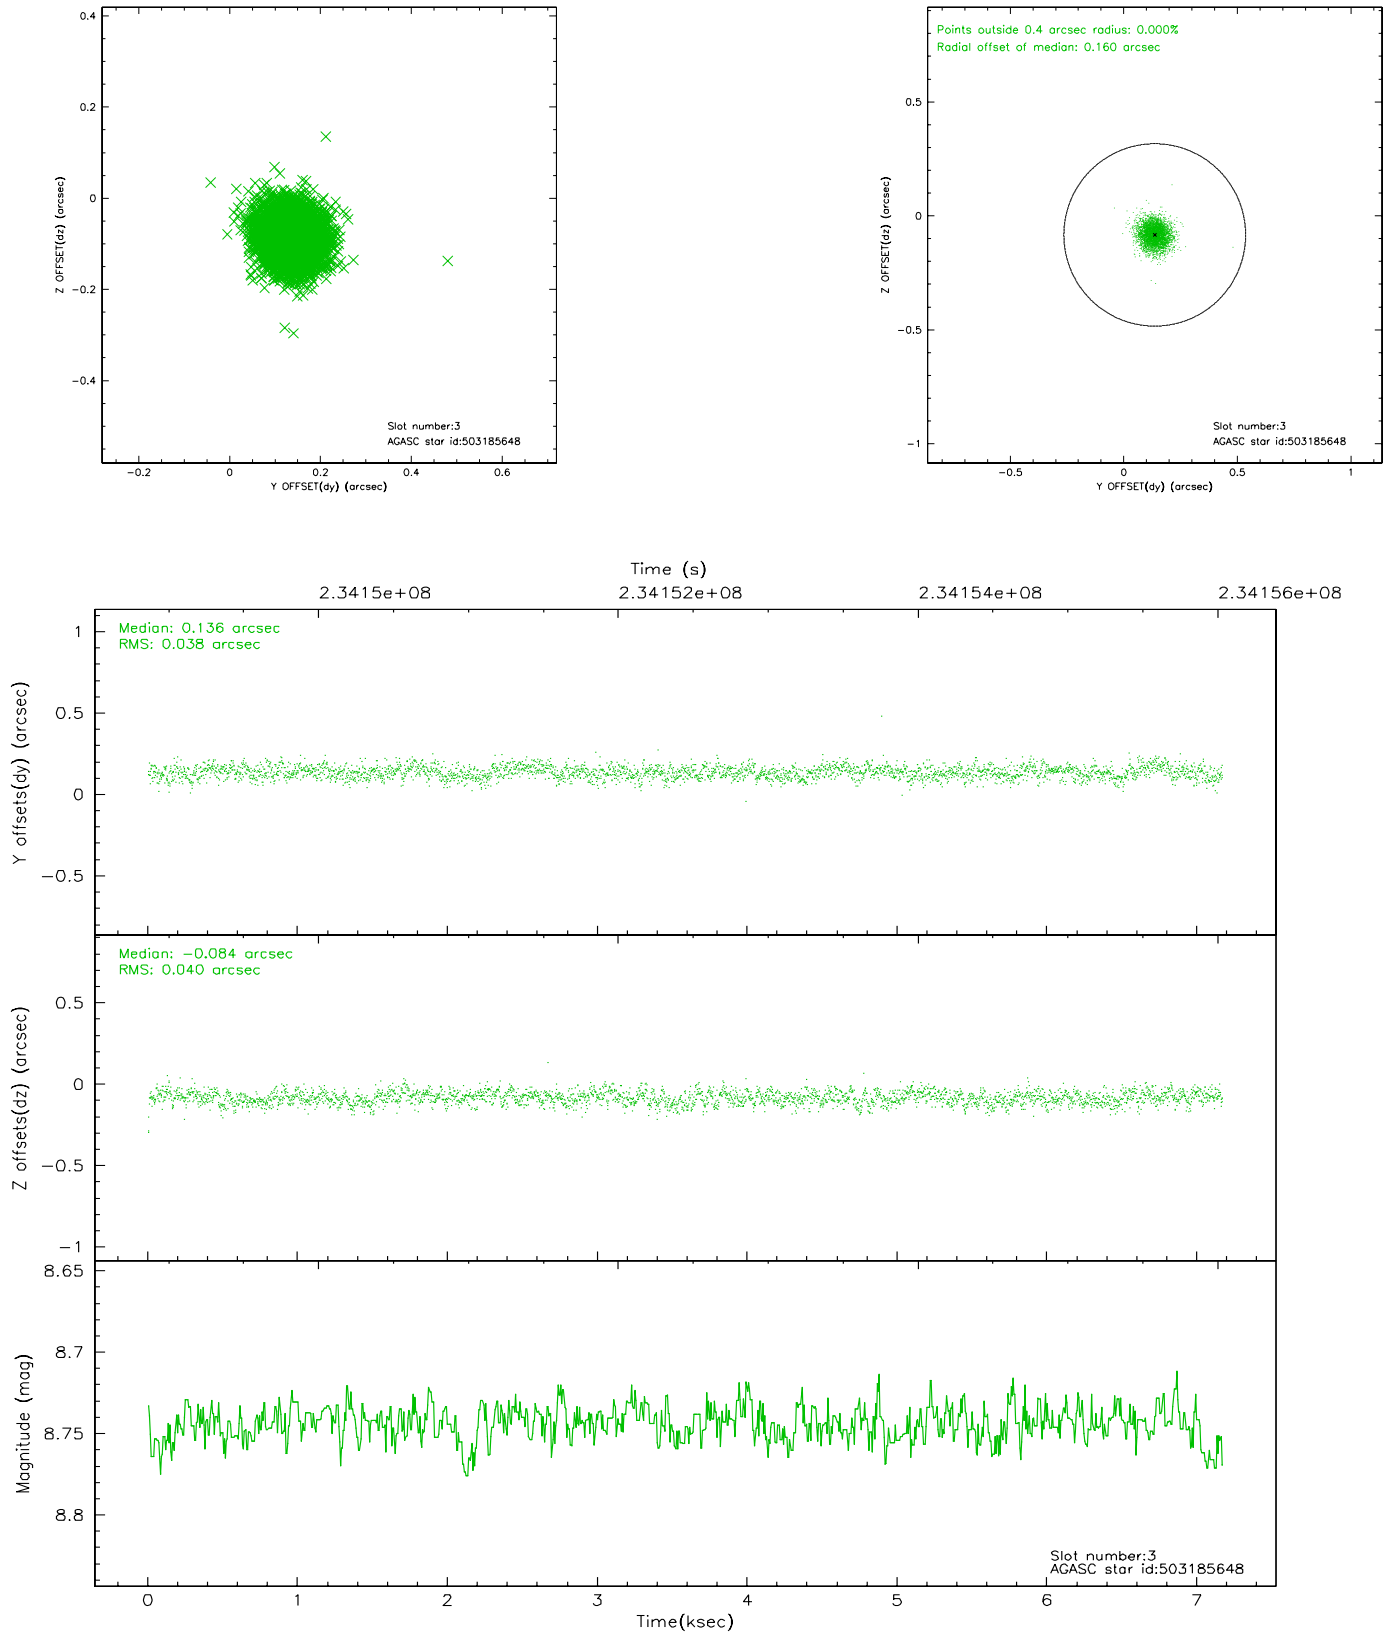 0.4
0.2
0
−0.2
−0.4
Z OFFSET(dz) (arcsec)
Slot number:3
AGASC star id:503185648
−0.2 0 0.2 0.4 0.6
Y OFFSET(dy) (arcsec)
Points outside 0.4 arcsec radius: 0.000%
Radial offset of median: 0.160 arcsec
0.5
0
−0.5
−1
Z OFFSET(dz) (arcsec)
Slot number:3
AGASC star id:503185648
−0.5 0 0.5 1
Y OFFSET(dy) (arcsec)
Time (s)
2.3415e+08 2.34152e+08 2.34154e+08 2.34156e+08
Median: 0.136 arcsec
RMS: 0.038 arcsec
1
0.5
0
−0.5
Y offsets(dy) (arcsec)
Median: −0.084 arcsec
RMS: 0.040 arcsec
0.5
0
−0.5
−1
Z offsets(dz) (arcsec)
8.65
8.7
8.75
8.8
Magnitude (mag)
Slot number:3
AGASC star id:503185648
0 1 2 3 4 5 6 7
Time(ksec)